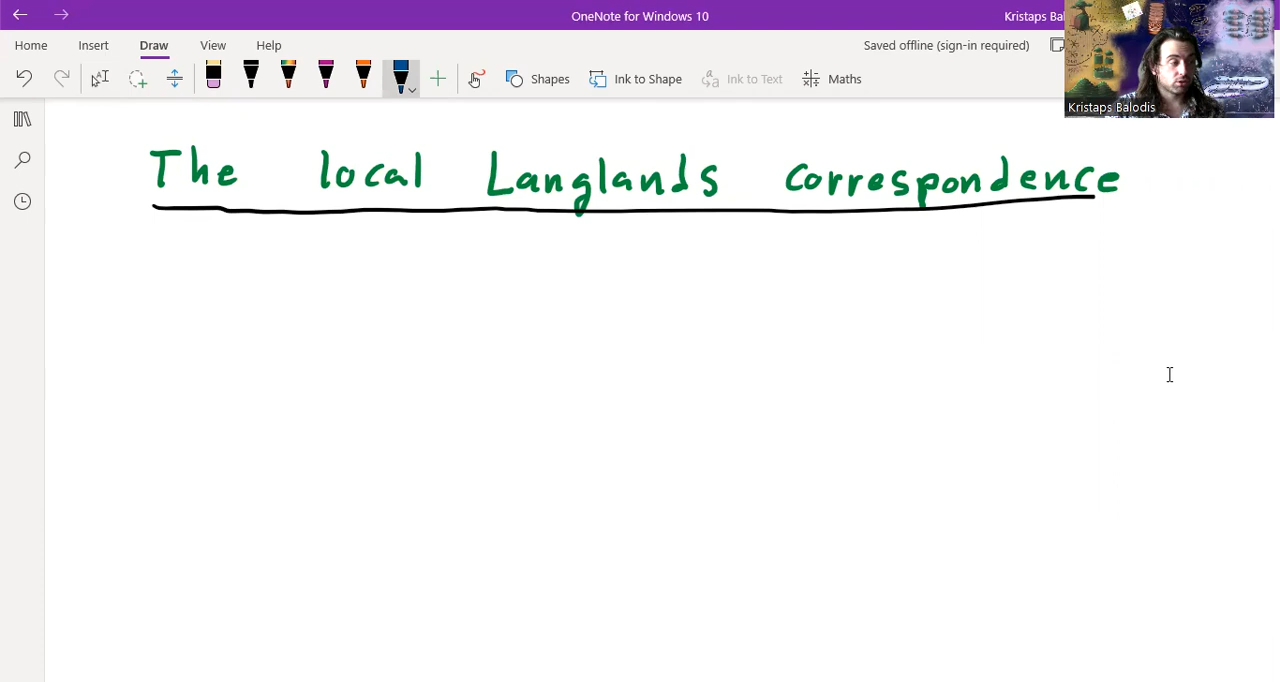 OneNote for Windows 10
Kristaps Bal
Home Insert Draw View Help
Saved offline (sign-in required)
Shapes Ink to Shape Ink to Text Maths
Kristaps Balodis
The local Langlands correspondence